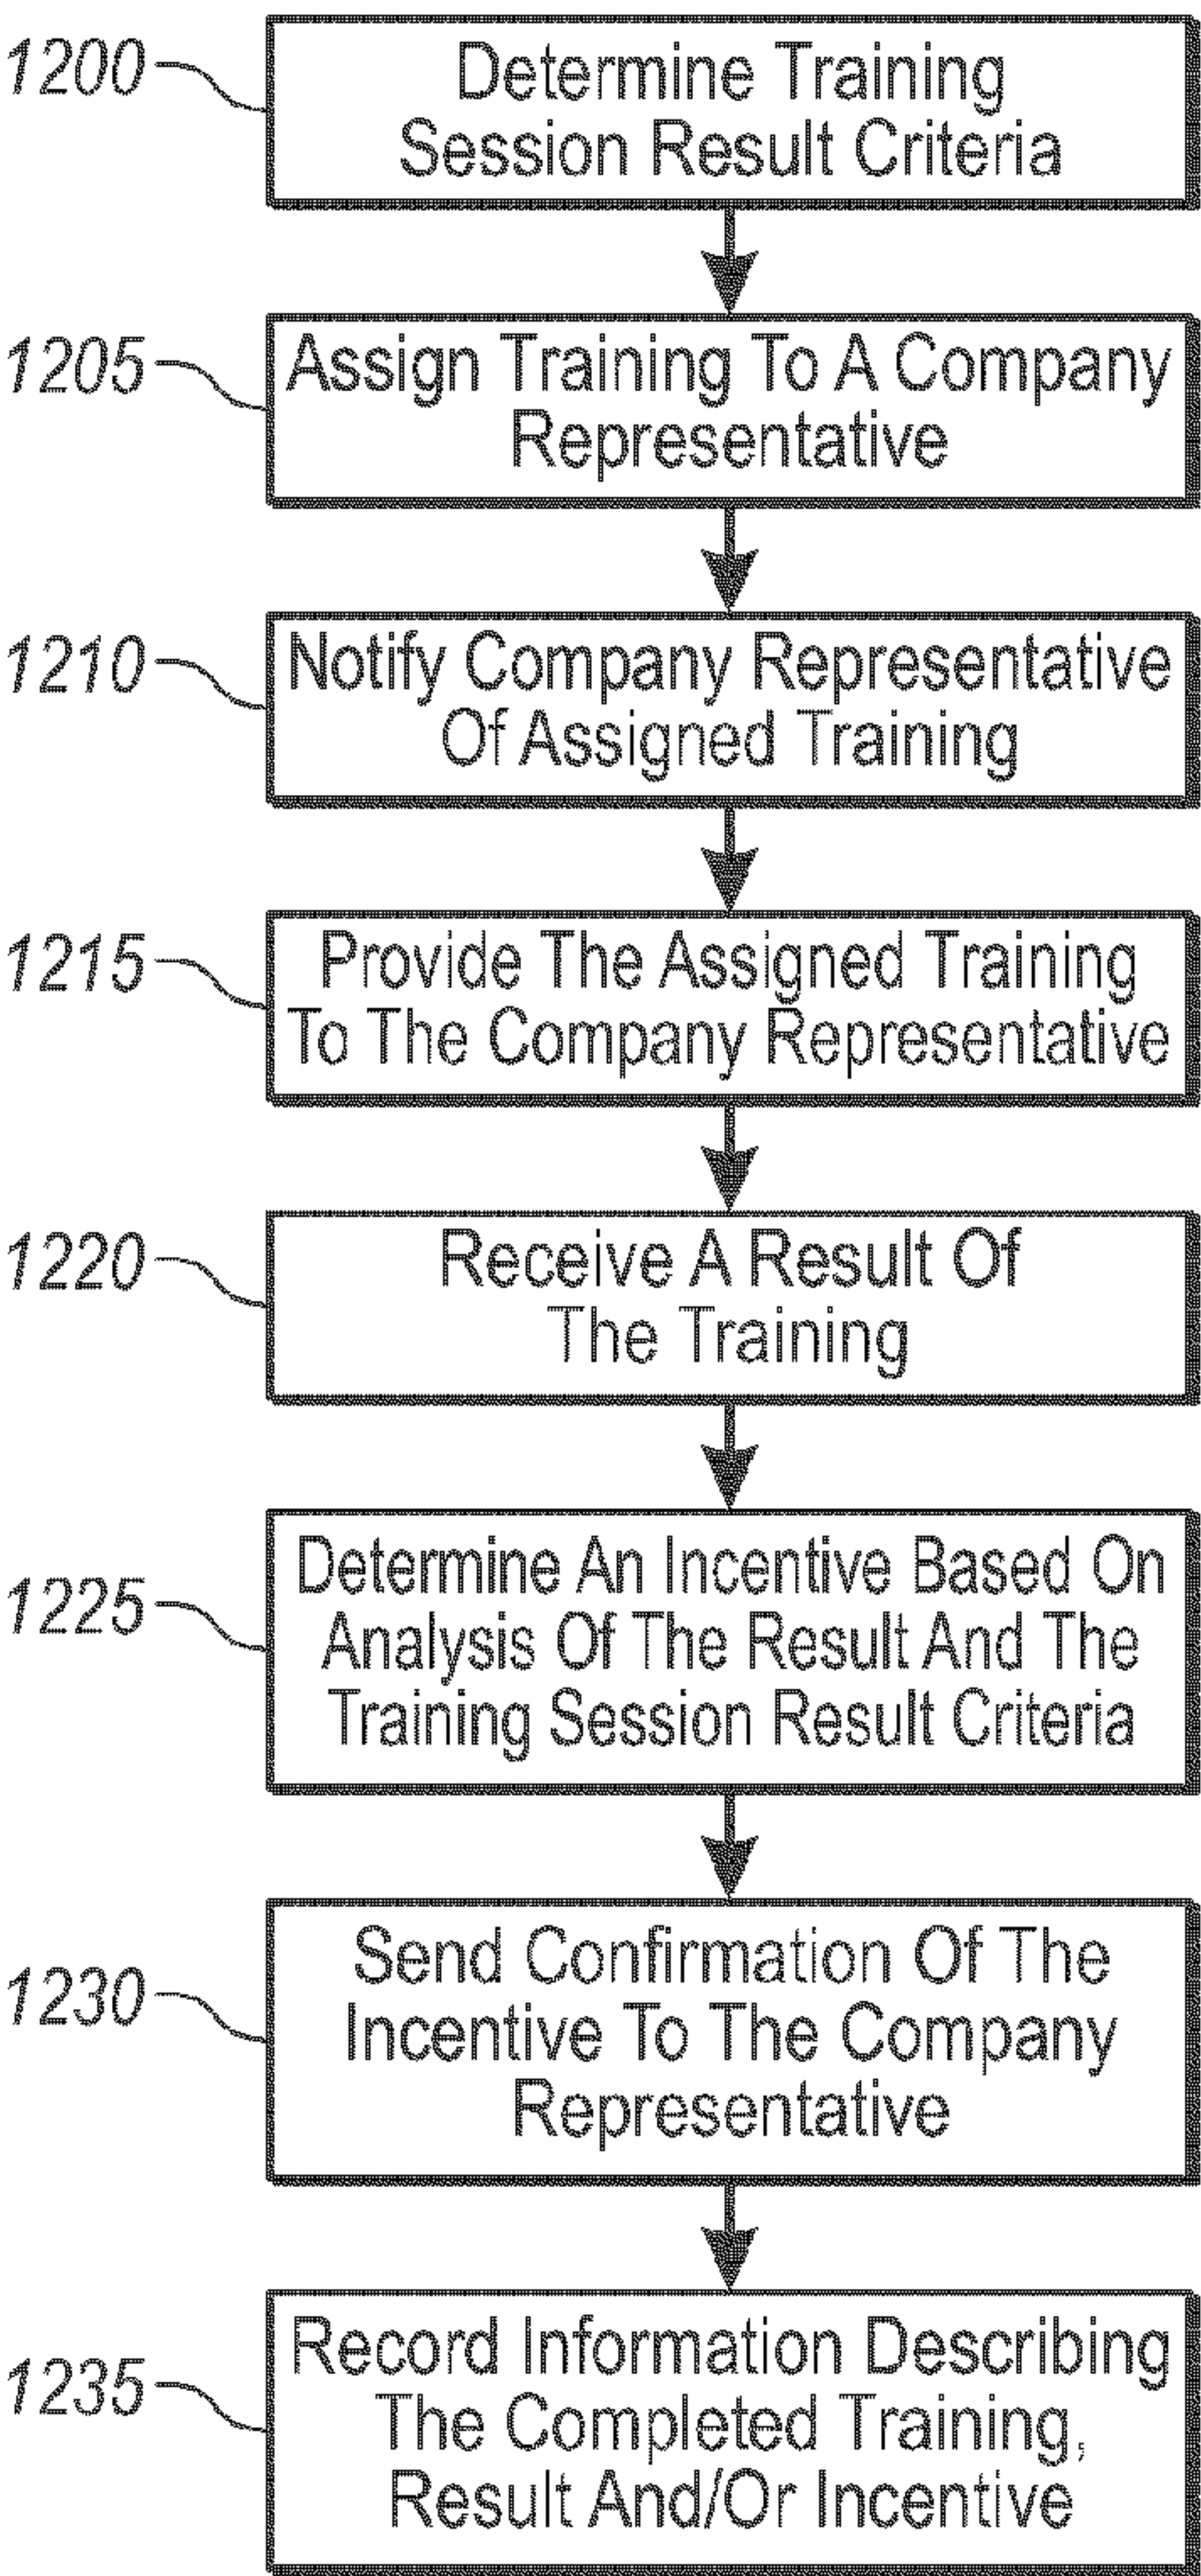 1200
Determine Training
Session Result Criteria
1205
Assign Training To A Company
Representative
1210
Notify Company Representative
Of Assigned Training
1215
Provide The Assigned Training
To The Company Representative
1220
Receive A Result Of
The Training
1225
Determine An Incentive Based On
Analysis Of The Result And The
Training Session Result Criteria
1230
Send Confirmation Of The
Incentive To The Company
Representative
1235
Record Information Describing
The Completed Training,
Result And/Or Incentive